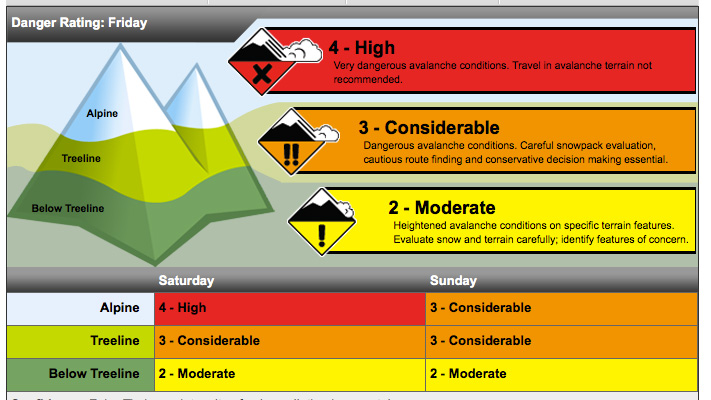 Danger Rating: Friday
4 - High
Very dangerous avalanche conditions. Travel in avalanche terrain not
recommended.
Alpine
3 - Considerable
Dangerous avalanche conditions. Careful snowpack evaluation,
cautious route finding and conservative decision making essential.
Treeline
2 - Moderate
Heightened avalanche conditions on specific terrain features.
Evaluate snow and terrain carefully; identify features of concern.
Below Treeline
Saturday Sunday
Alpine 4 - High 3 - Considerable
Treeline 3 - Considerable 3 - Considerable
Below Treeline 2 - Moderate 2 - Moderate